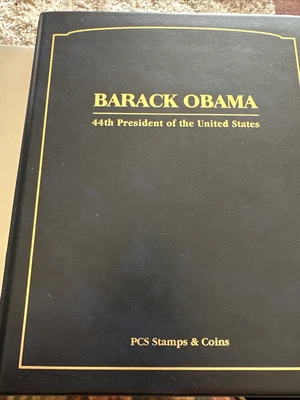 BARACK OBAMA
44th President of the United States
PCS Stamps & Coins